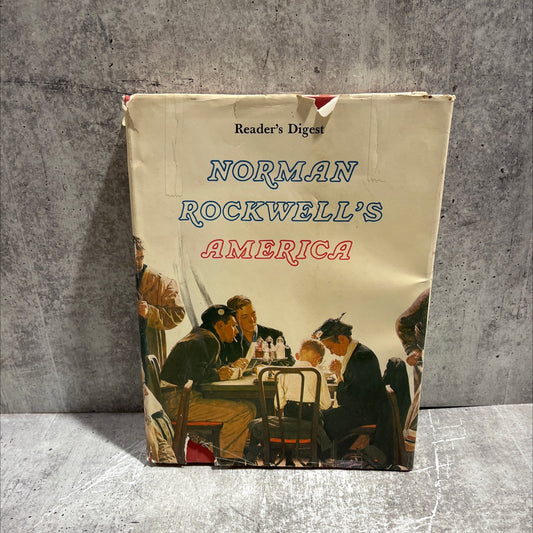 Reader's Digest
NORMAN
ROCKWELL'S
AMERICA